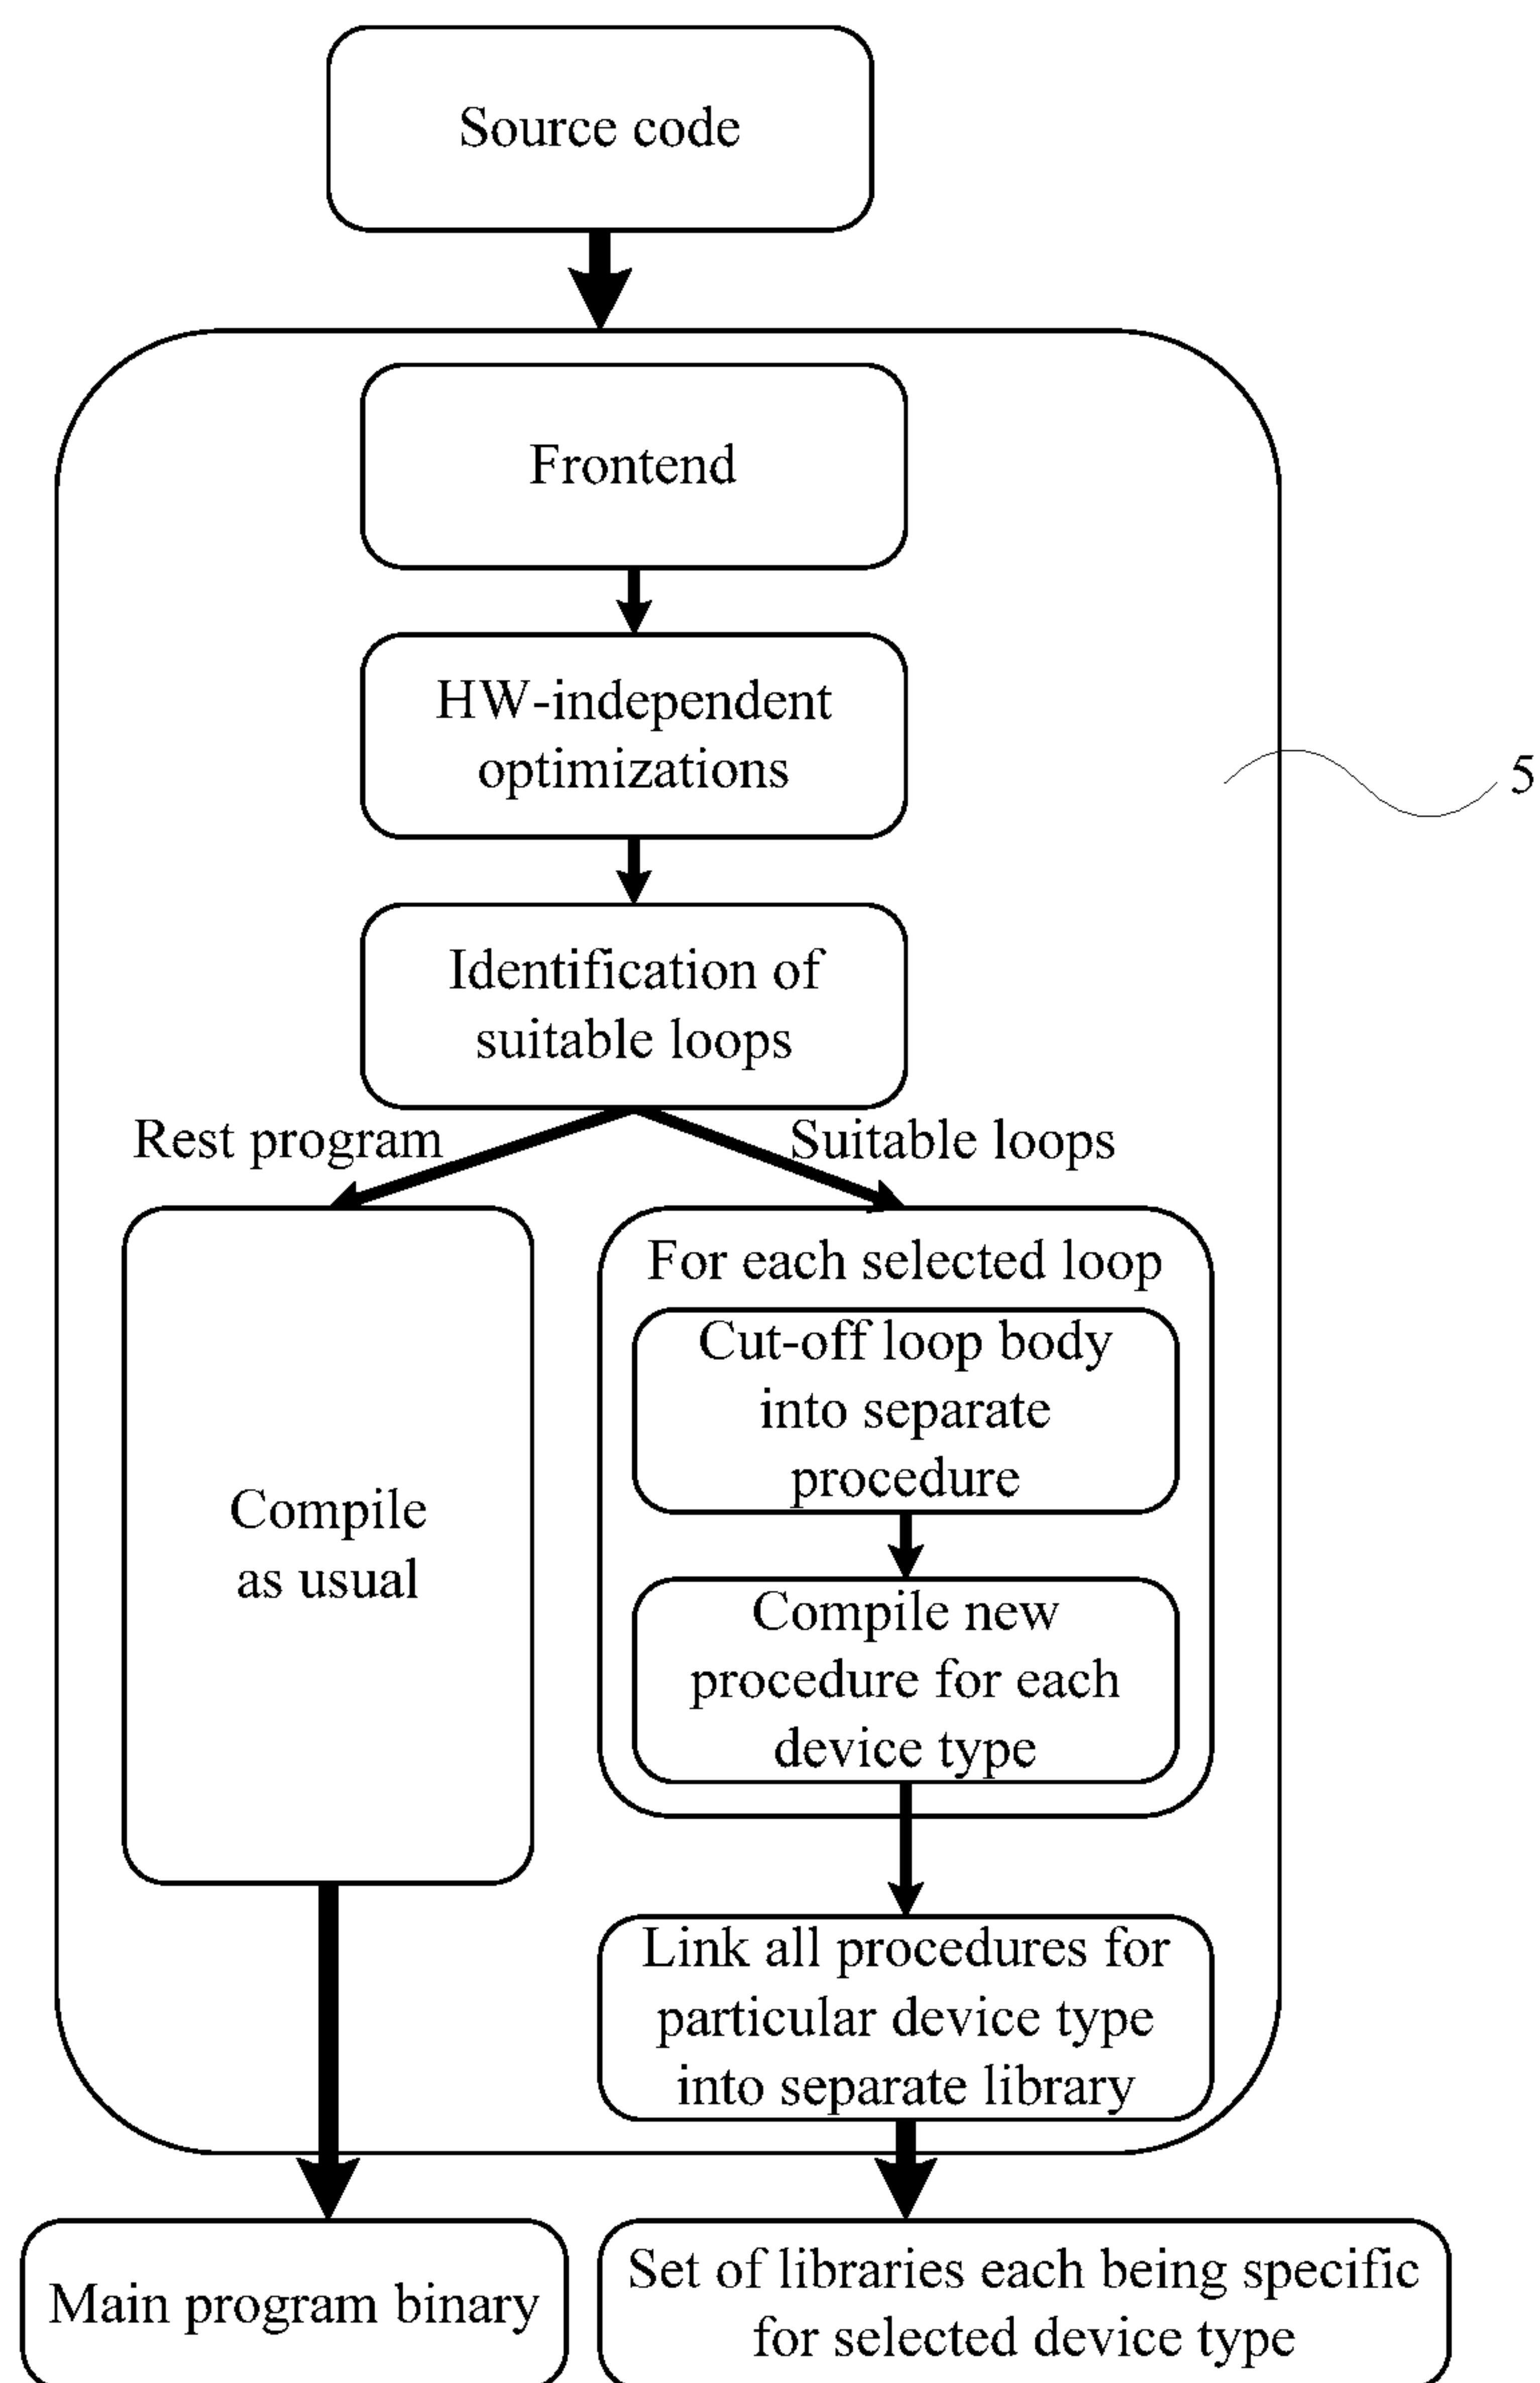 Source code
Frontend
HW-independent
optimizations
5
Identification of
suitable loops
Rest program
Suitable loops
Compile
as usual
For each selected loop
Cut-off loop body
into separate
procedure
Compile new
procedure for each
device type
Link all procedures for
particular device type
into separate library
Main program binary
Set of libraries each being specific
for selected device type